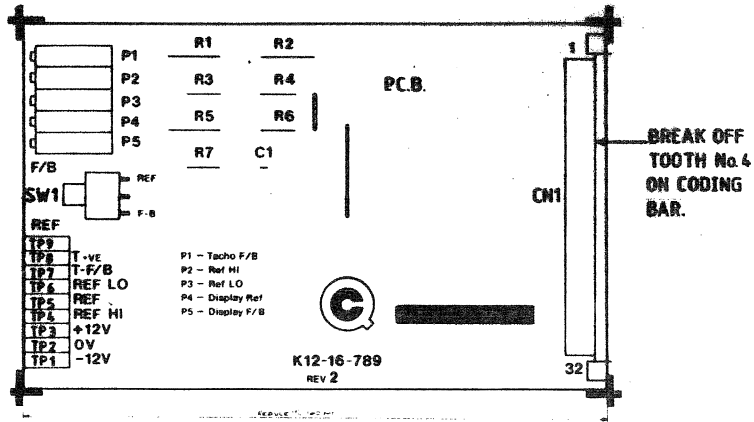 P1
P2
P3
P4
P5
R1 R2
R3 R4
R5 R6
R7 C1
P.C.B.
1
CN1
32
BREAK OFF
TOOTH No. 4
ON CODING
BAR.
F/B
SW1
REF
F-B
REF
TP9
TP8 T+VE
TP7 T-F/B
TP6 REF LO
TP5 REF
TP4 REF HI
TP3 +12V
TP2 0V
TP1 -12V
P1 – Tacho F/B
P2 – Ref HI
P3 – Ref LO
P4 – Display Ref
P5 – Display F/B
C
K12-16-789
REV 2